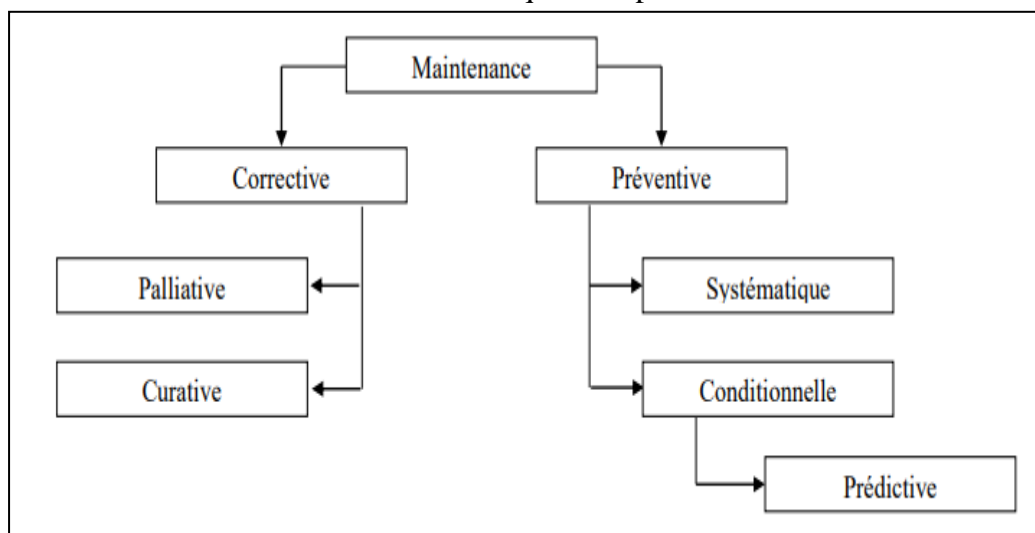 Maintenance
Corrective
Préventive
Palliative
Systématique
Curative
Conditionnelle
Prédictive